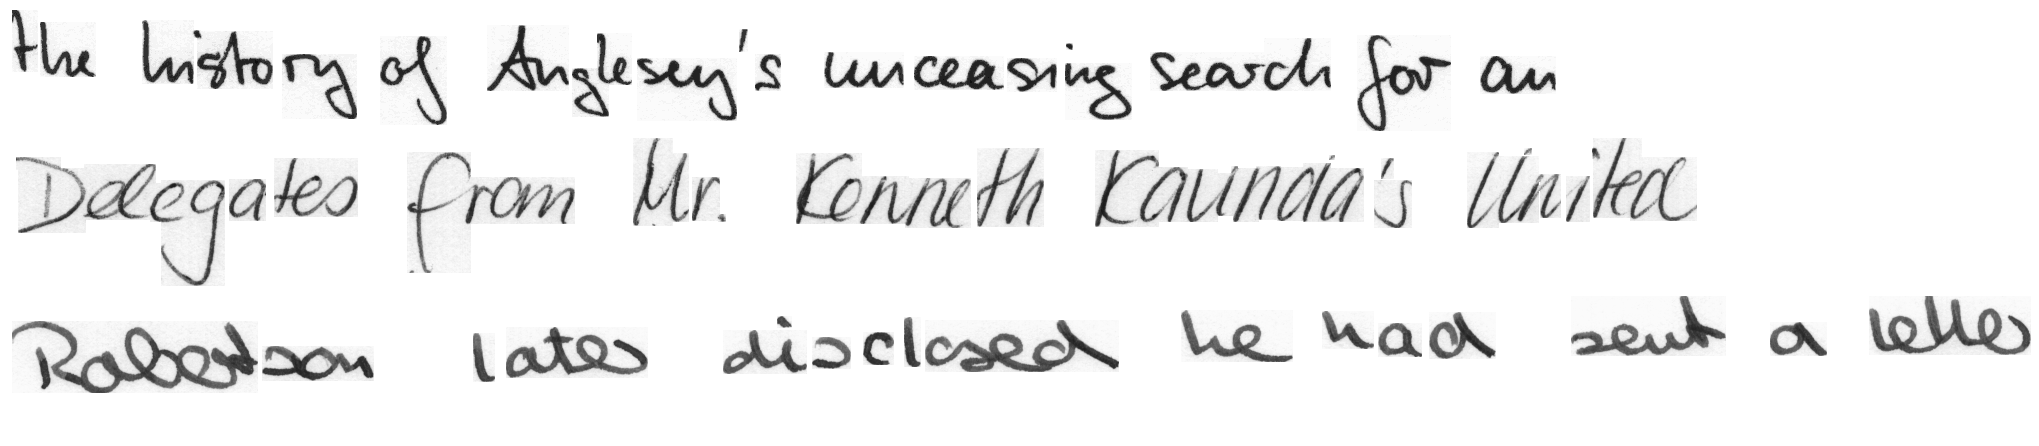 the history of Anglesey's unceasing search for an
Delegates from Mr. Kenneth Kaunda's United
Robertson later disclosed he had sent a letter